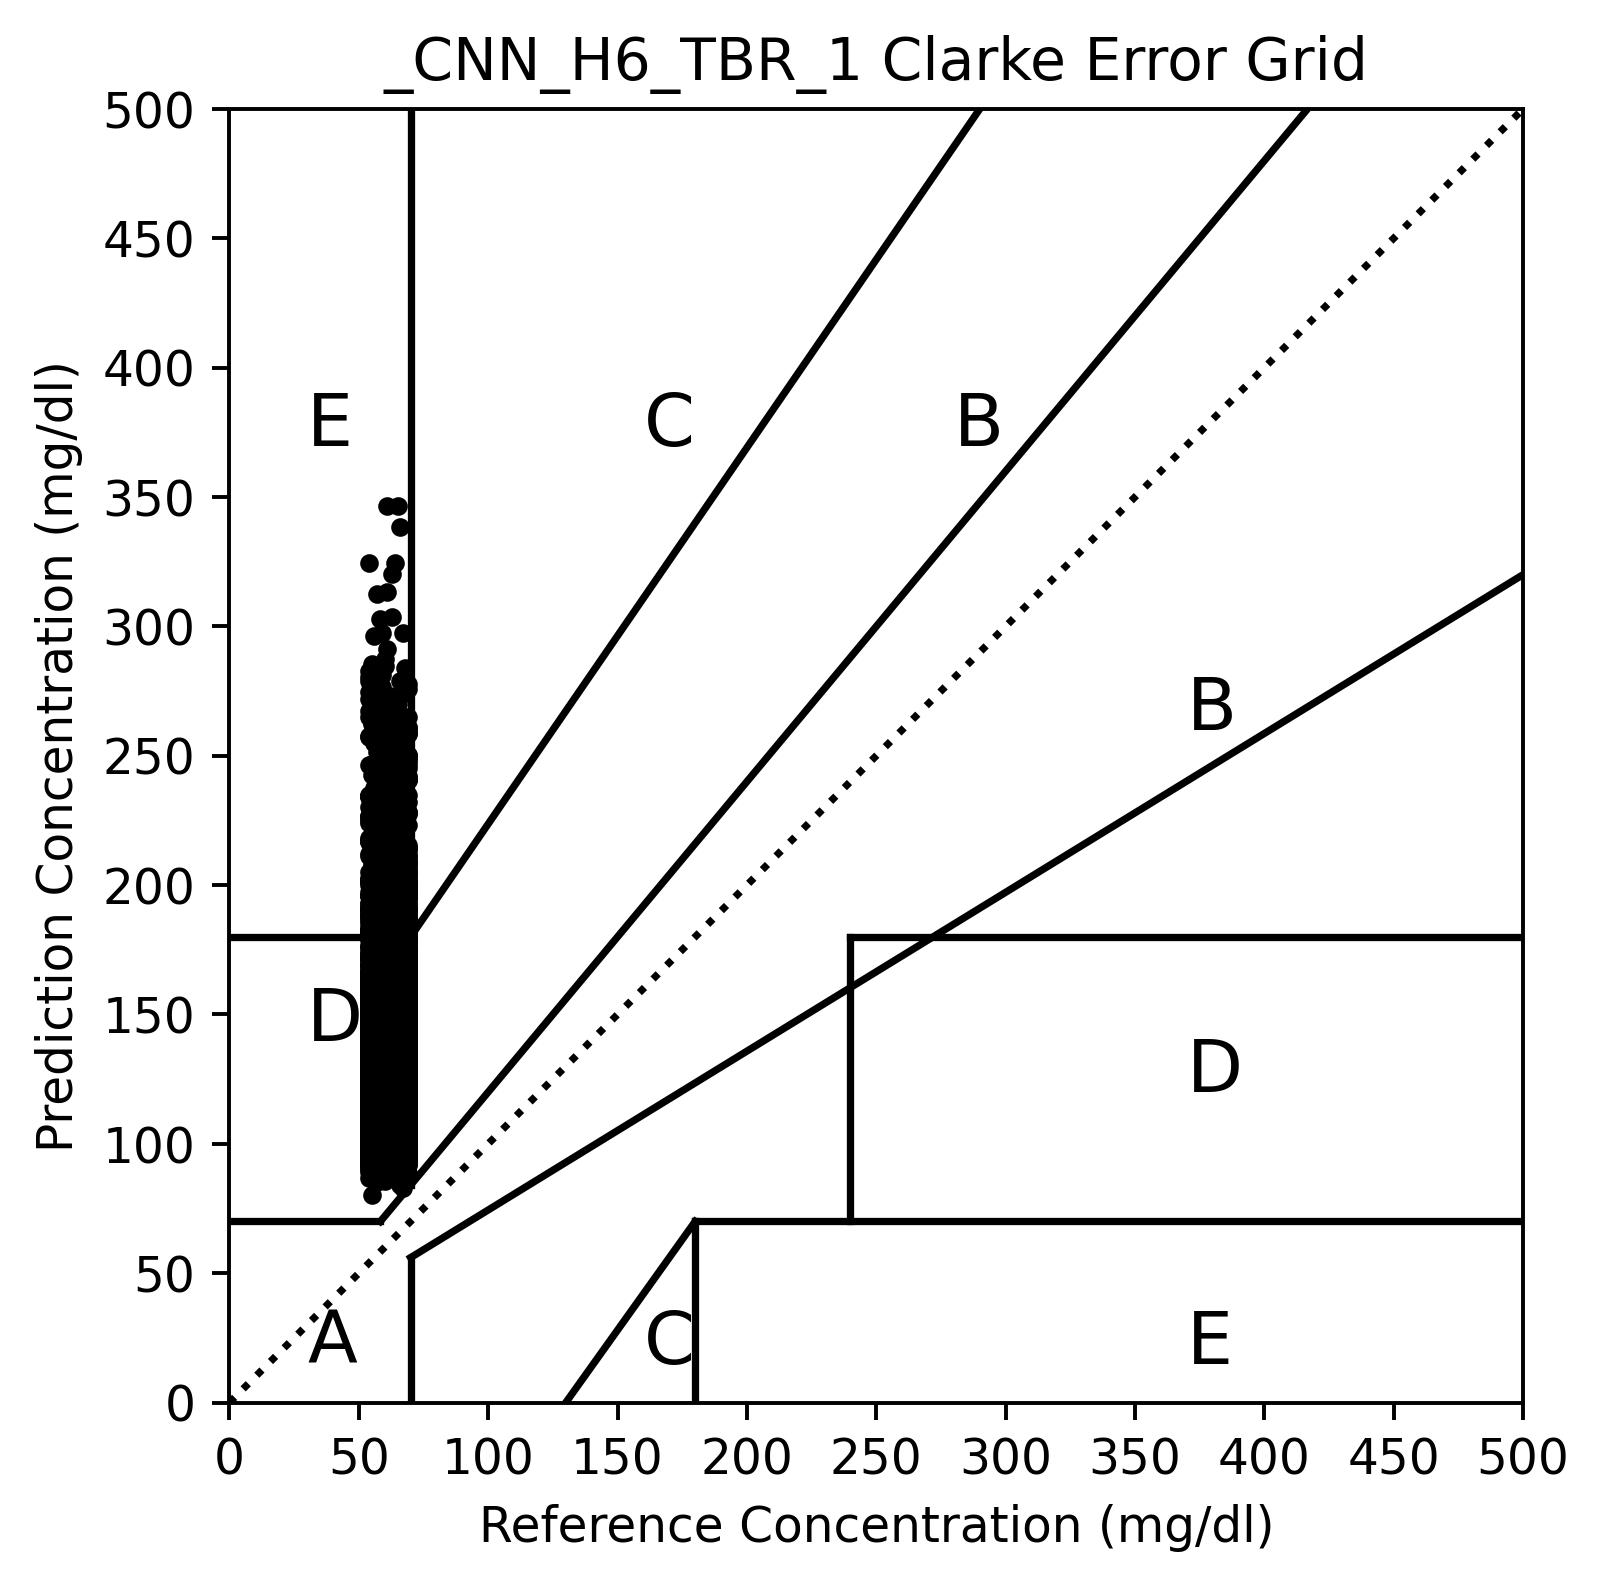 _CNN_H6_TBR_1 Clarke Error Grid
500
450
400
350
300
250
200
150
100
50
0
Prediction Concentration (mg/dl)
E
C
B
B
D
D
A
C
E
0 50 100 150 200 250 300 350 400 450 500
Reference Concentration (mg/dl)